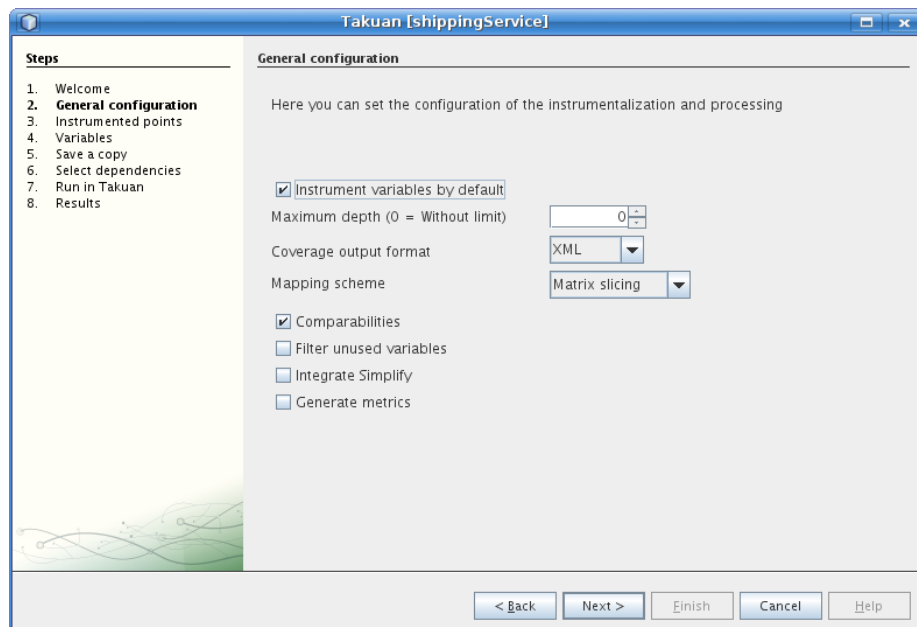 Takuan [shippingService]
Steps
1. Welcome
2. General configuration
3. Instrumented points
4. Variables
5. Save a copy
6. Select dependencies
7. Run in Takuan
8. Results
General configuration
Here you can set the configuration of the instrumentalization and processing
Instrument variables by default
Maximum depth (0 = Without limit) 0
Coverage output format XML
Mapping scheme Matrix slicing
Comparabilities
Filter unused variables
Integrate Simplify
Generate metrics
< Back Next > Finish Cancel Help